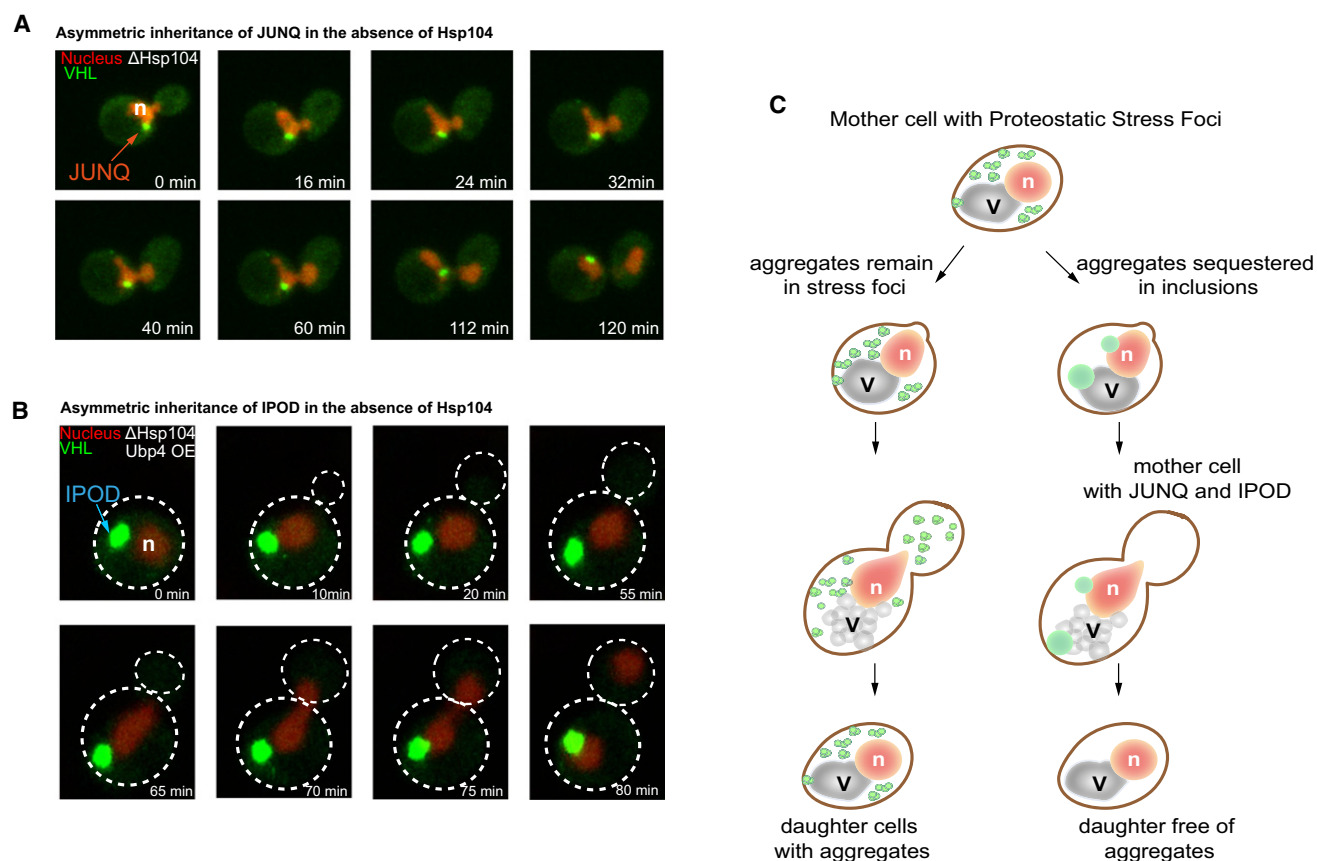 A
Asymmetric inheritance of JUNQ in the absence of Hsp104
Nucleus ΔHsp104
VHL
n
JUNQ
0 min
16 min
24 min
32min
40 min
60 min
112 min
120 min
B
Asymmetric inheritance of IPOD in the absence of Hsp104
Nucleus ΔHsp104
VHL Ubp4 OE
IPOD
n
0 min
10min
20 min
55 min
65 min
70 min
75 min
80 min
C
Mother cell with Proteostatic Stress Foci
n
V
aggregates remain
in stress foci
aggregates sequestered
in inclusions
n
V
n
V
mother cell
with JUNQ and IPOD
n
V
n
V
n
V
n
V
daughter cells
with aggregates
daughter free of
aggregates